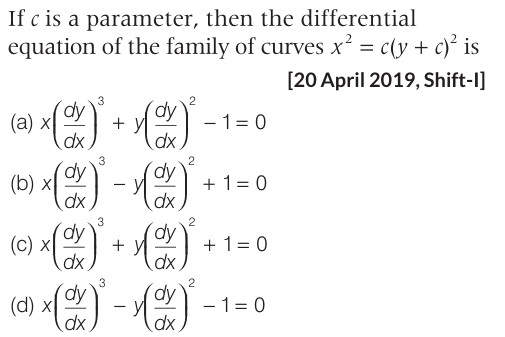 If c is a parameter, then the differential
equation of the family of curves x² = c(y + c)² is
[20 April 2019, Shift-I]
(a) x(dy/dx)³ + y(dy/dx)² – 1 = 0
(b) x(dy/dx)³ – y(dy/dx)² + 1 = 0
(c) x(dy/dx)³ + y(dy/dx)² + 1 = 0
(d) x(dy/dx)³ – y(dy/dx)² – 1 = 0